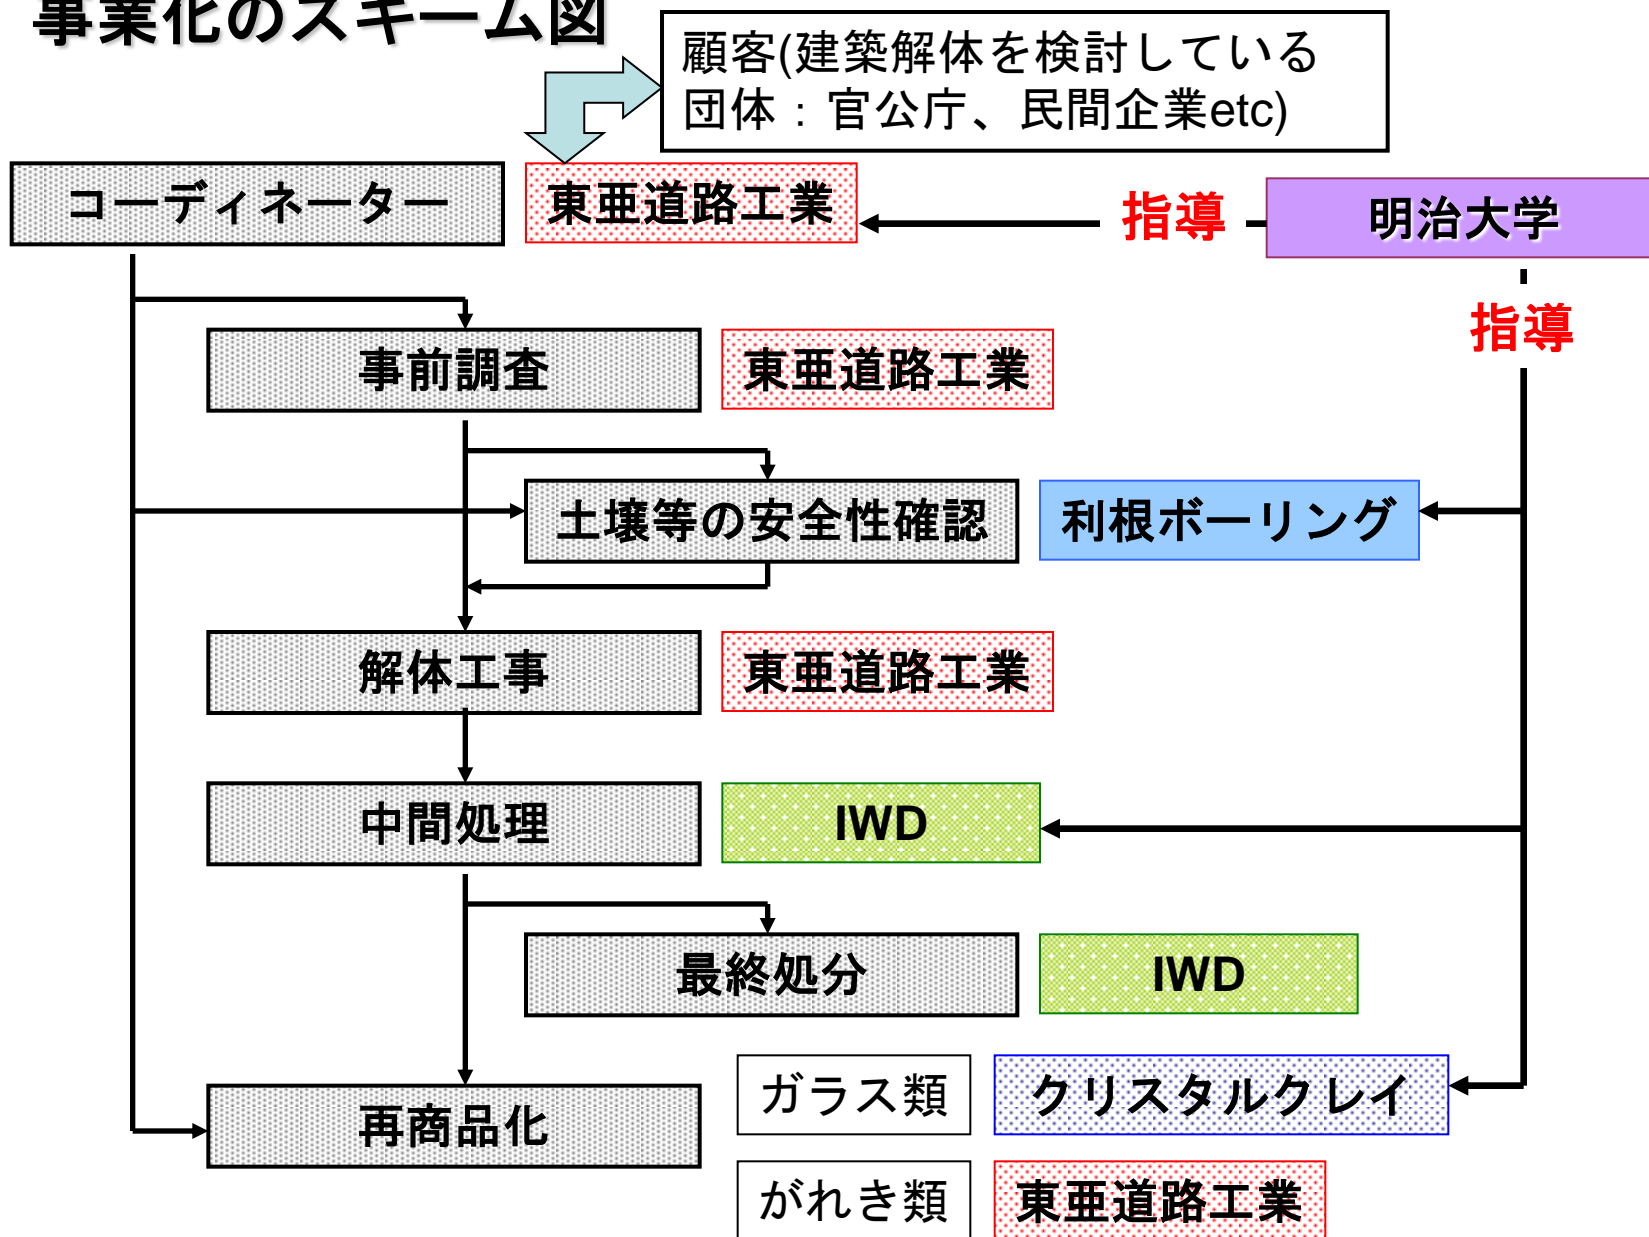 事業化のスキーム図
顧客(建築解体を検討している
団体：官公庁、民間企業etc)
コーディネーター
東亜道路工業
指導
明治大学
指導
事前調査
東亜道路工業
土壌等の安全性確認
利根ボーリング
解体工事
東亜道路工業
中間処理
IWD
最終処分
IWD
ガラス類
クリスタルクレイ
再商品化
がれき類
東亜道路工業